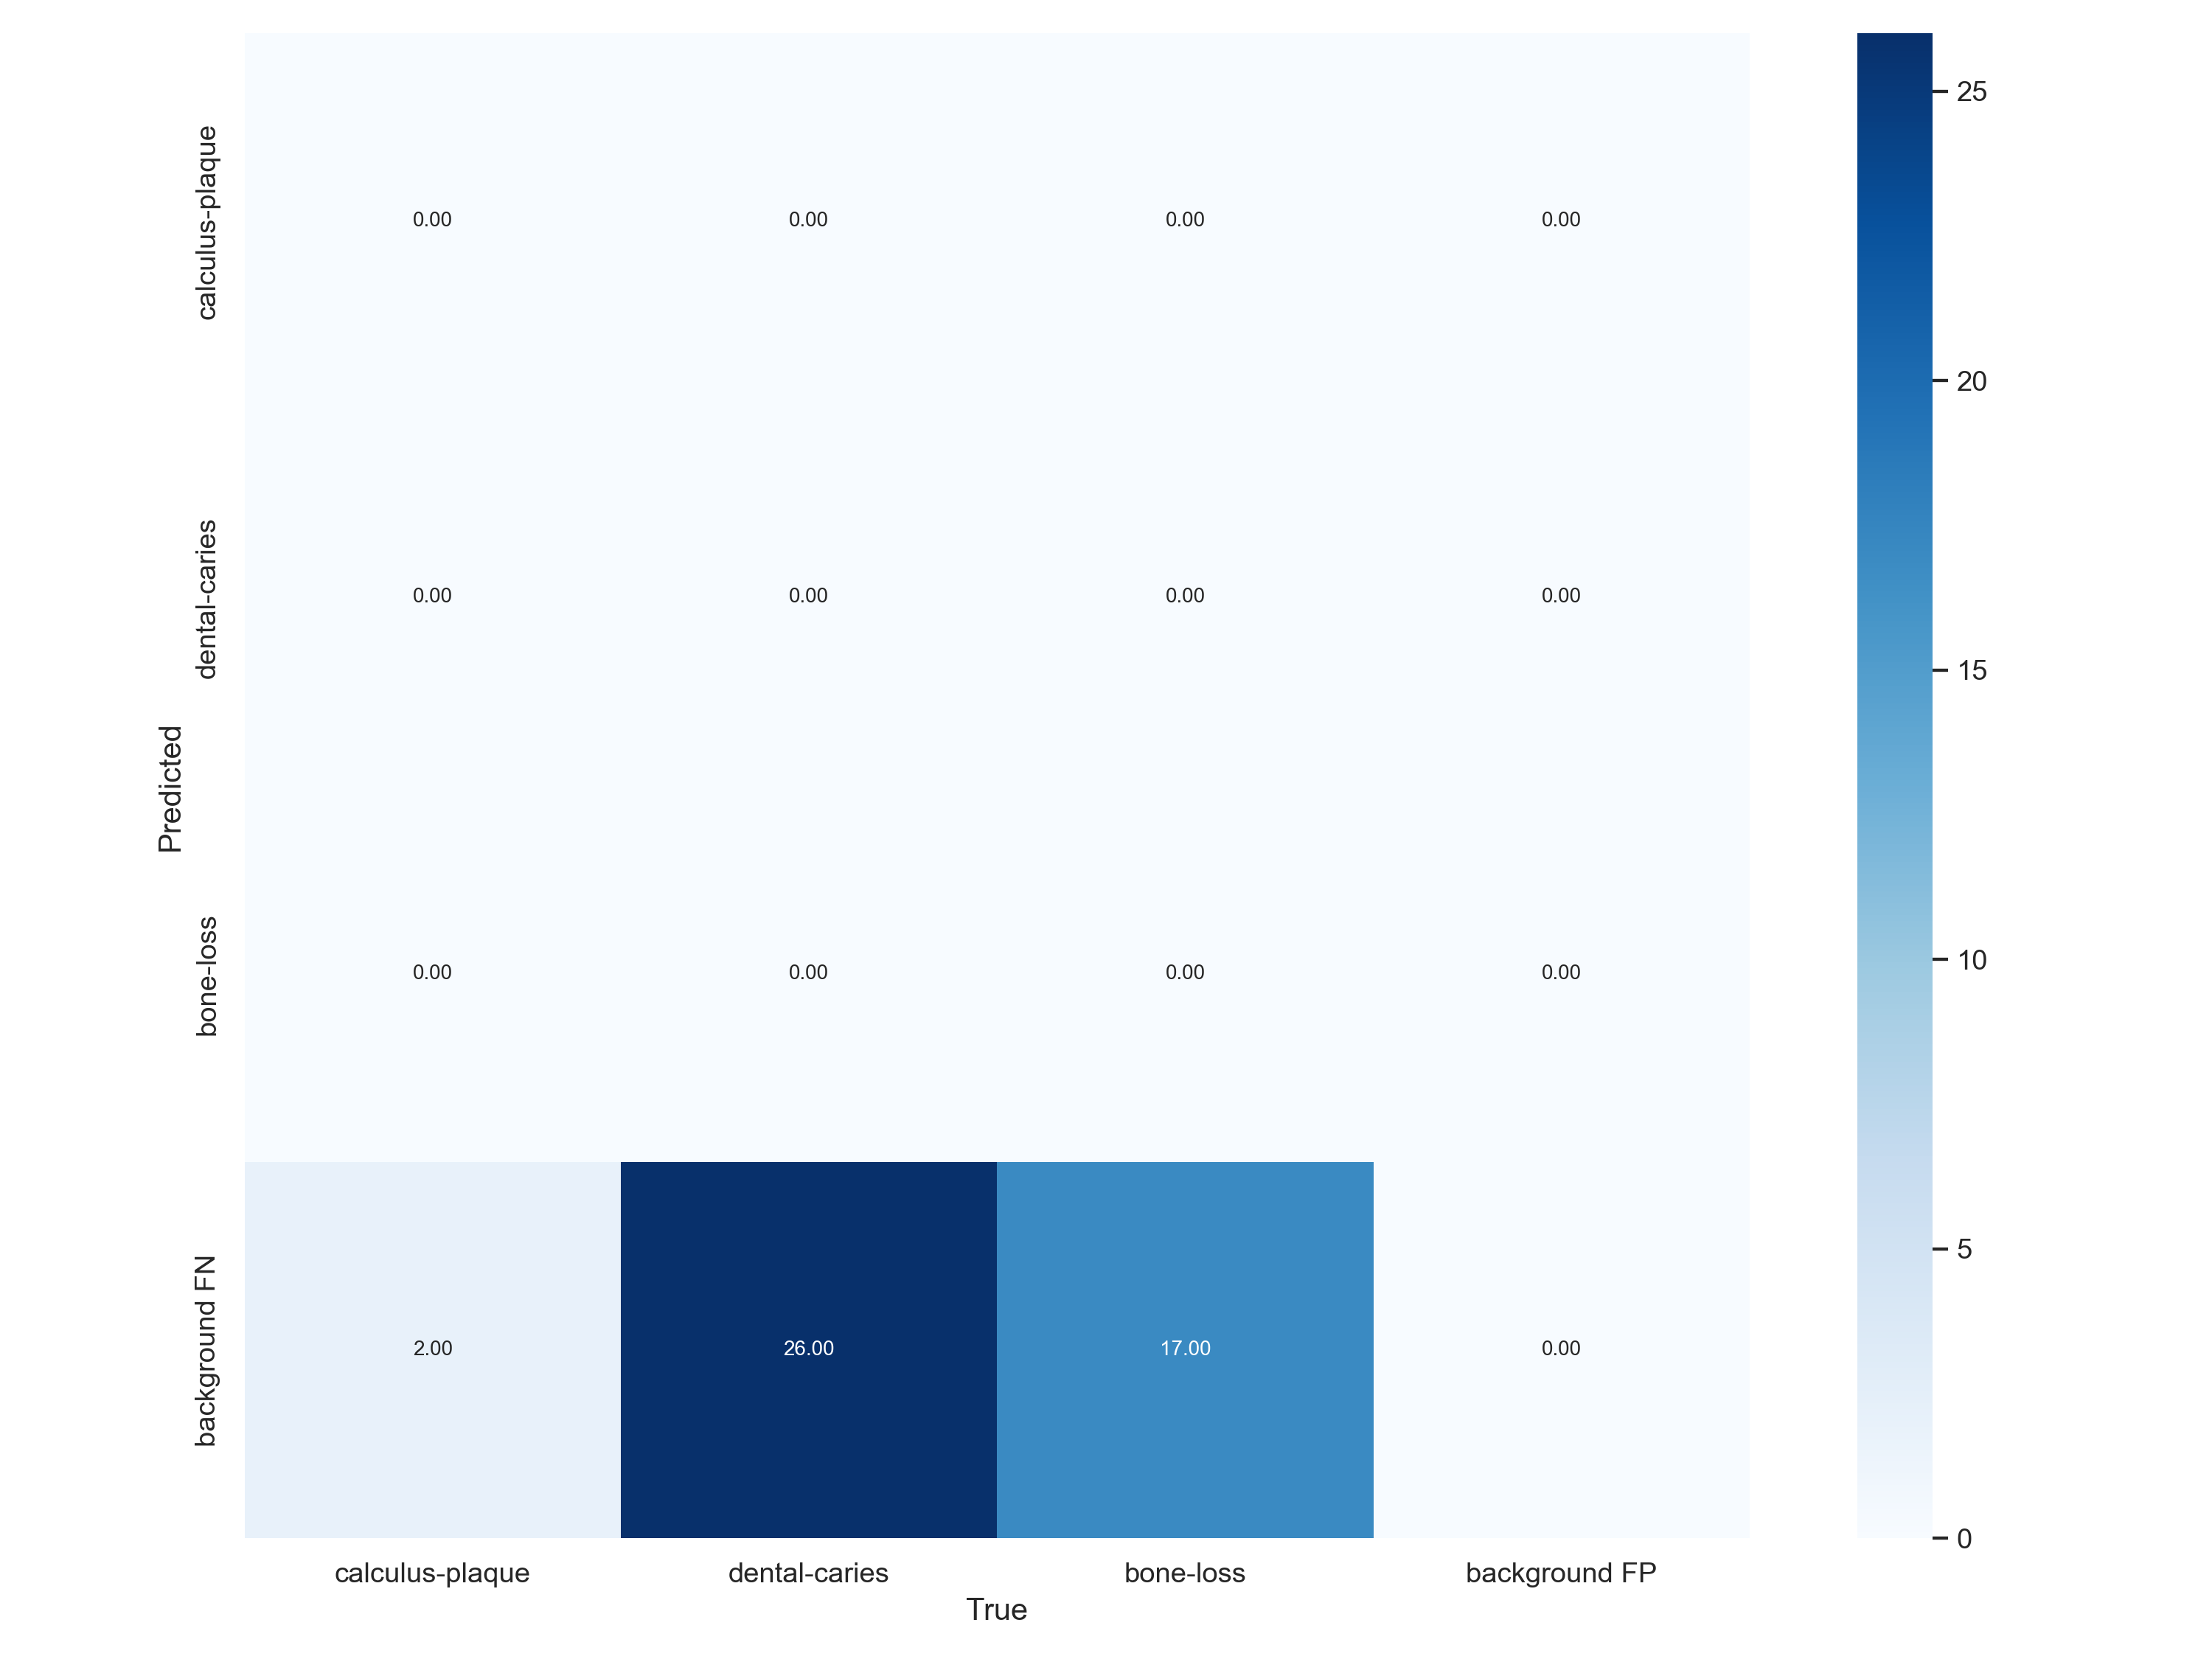 Predicted
calculus-plaque
0.00 0.00 0.00 0.00
dental-caries
0.00 0.00 0.00 0.00
bone-loss
0.00 0.00 0.00 0.00
background FN
2.00 26.00 17.00 0.00
calculus-plaque dental-caries bone-loss background FP
True
25
20
15
10
5
0